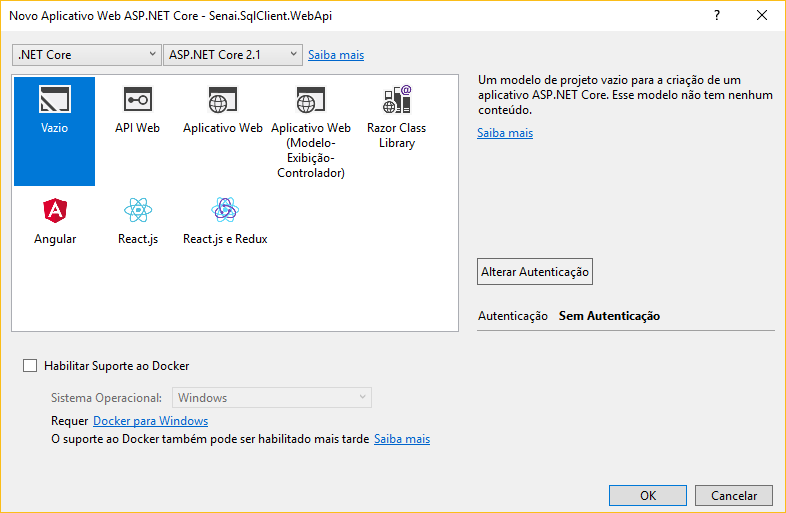 Novo Aplicativo Web ASP.NET Core - Senai.SqlClient.WebApi
.NET Core
ASP.NET Core 2.1
Saiba mais
Vazio
API Web
Aplicativo Web
Aplicativo Web
(Modelo-
Exibição-
Controlador)
Razor Class
Library
Angular
React.js
React.js e Redux
Um modelo de projeto vazio para a criação de um
aplicativo ASP.NET Core. Esse modelo não tem nenhum
conteúdo.
Saiba mais
Alterar Autenticação
Autenticação Sem Autenticação
Habilitar Suporte ao Docker
Sistema Operacional: Windows
Requer Docker para Windows
O suporte ao Docker também pode ser habilitado mais tarde Saiba mais
OK
Cancelar